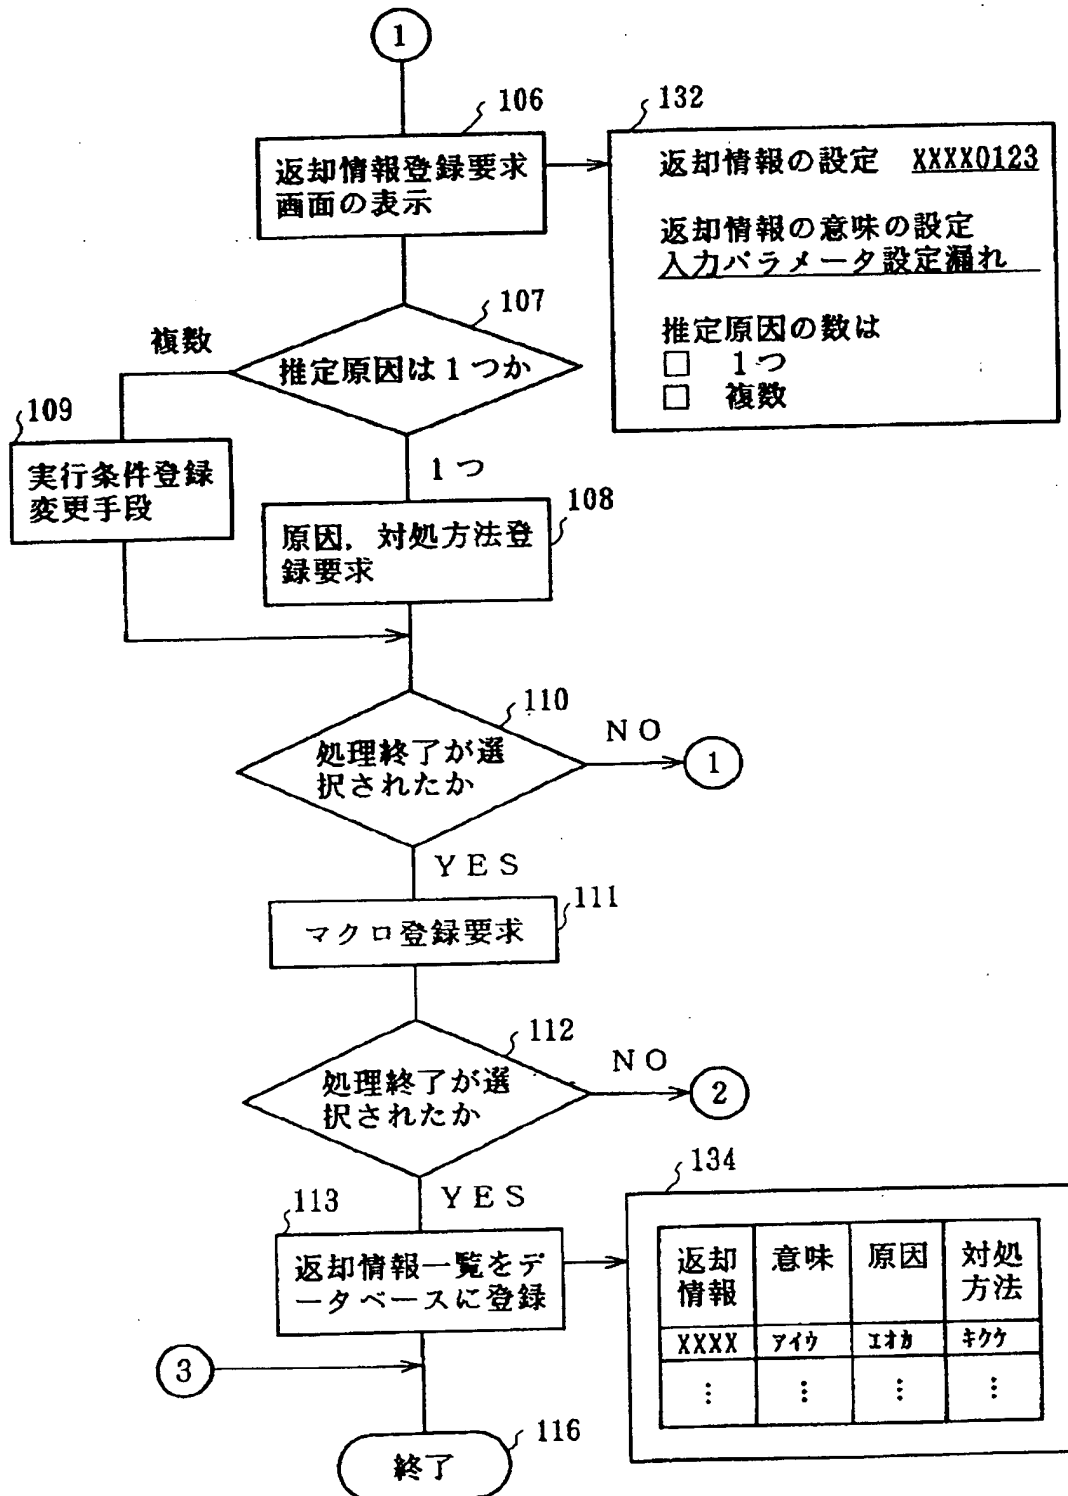 1
106
返却情報登録要求
画面の表示
132
返却情報の設定 XXXX0123
返却情報の意味の設定
入力パラメータ設定漏れ
推定原因の数は
□ 1つ
□ 複数
107
推定原因は1つか
複数
109
実行条件登録
変更手段
1つ
108
原因,対処方法登
録要求
110
処理終了が選
択されたか
NO
1
YES
111
マクロ登録要求
112
処理終了が選
択されたか
NO
2
YES
113
返却情報一覧をデ
ータベースに登録
134
返却
情報
意味
原因
対処
方法
XXXX アイウ エオカ キクケ
⋮ ⋮ ⋮ ⋮
3
116
終了